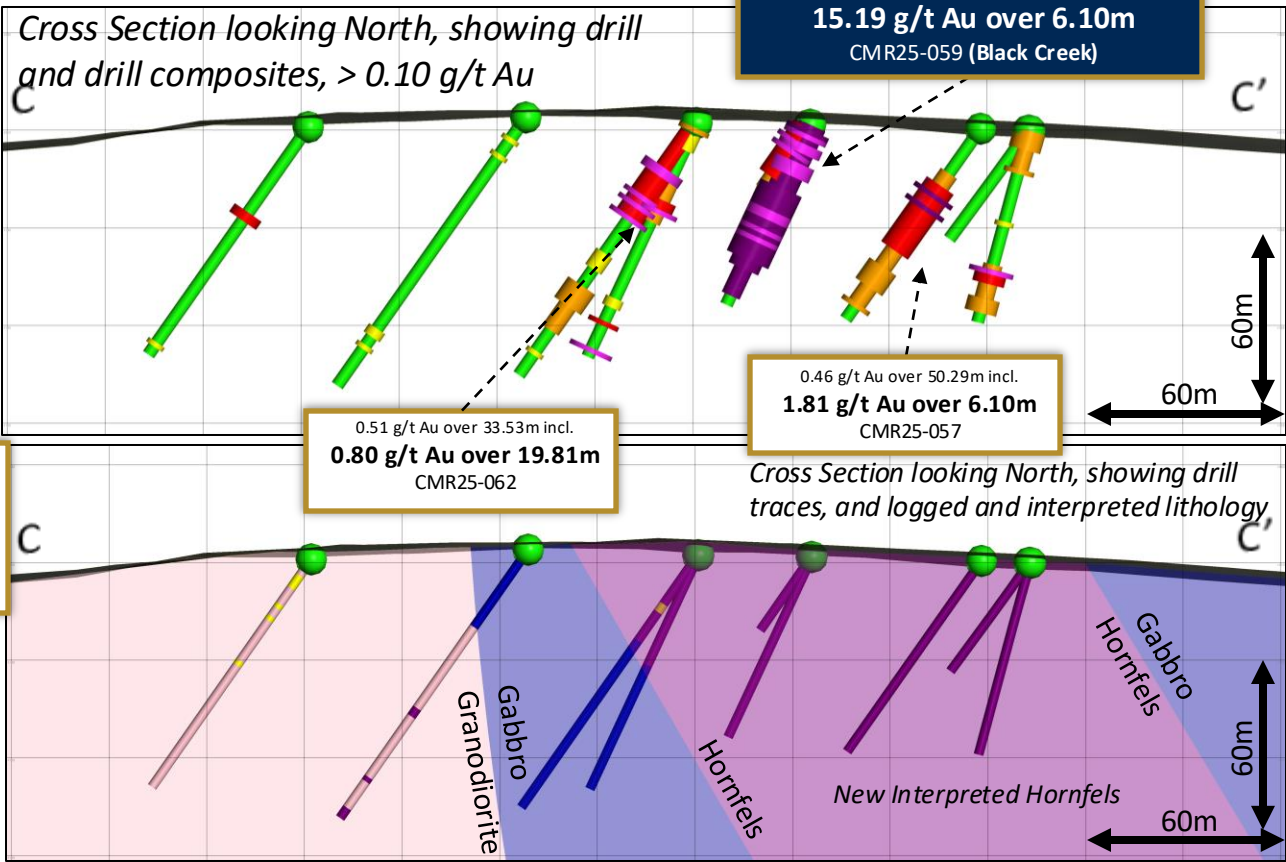 Cross Section looking North, showing drill
and drill composites, > 0.10 g/t Au
15.19 g/t Au over 6.10m
CMR25-059 (Black Creek)
C
C'
60m
60m
0.46 g/t Au over 50.29m incl.
1.81 g/t Au over 6.10m
CMR25-057
0.51 g/t Au over 33.53m incl.
0.80 g/t Au over 19.81m
CMR25-062
Cross Section looking North, showing drill
traces, and logged and interpreted lithology
C
C'
Gabbro
Granodiorite
Hornfels
Gabbro
Hornfels
New Interpreted Hornfels
60m
60m